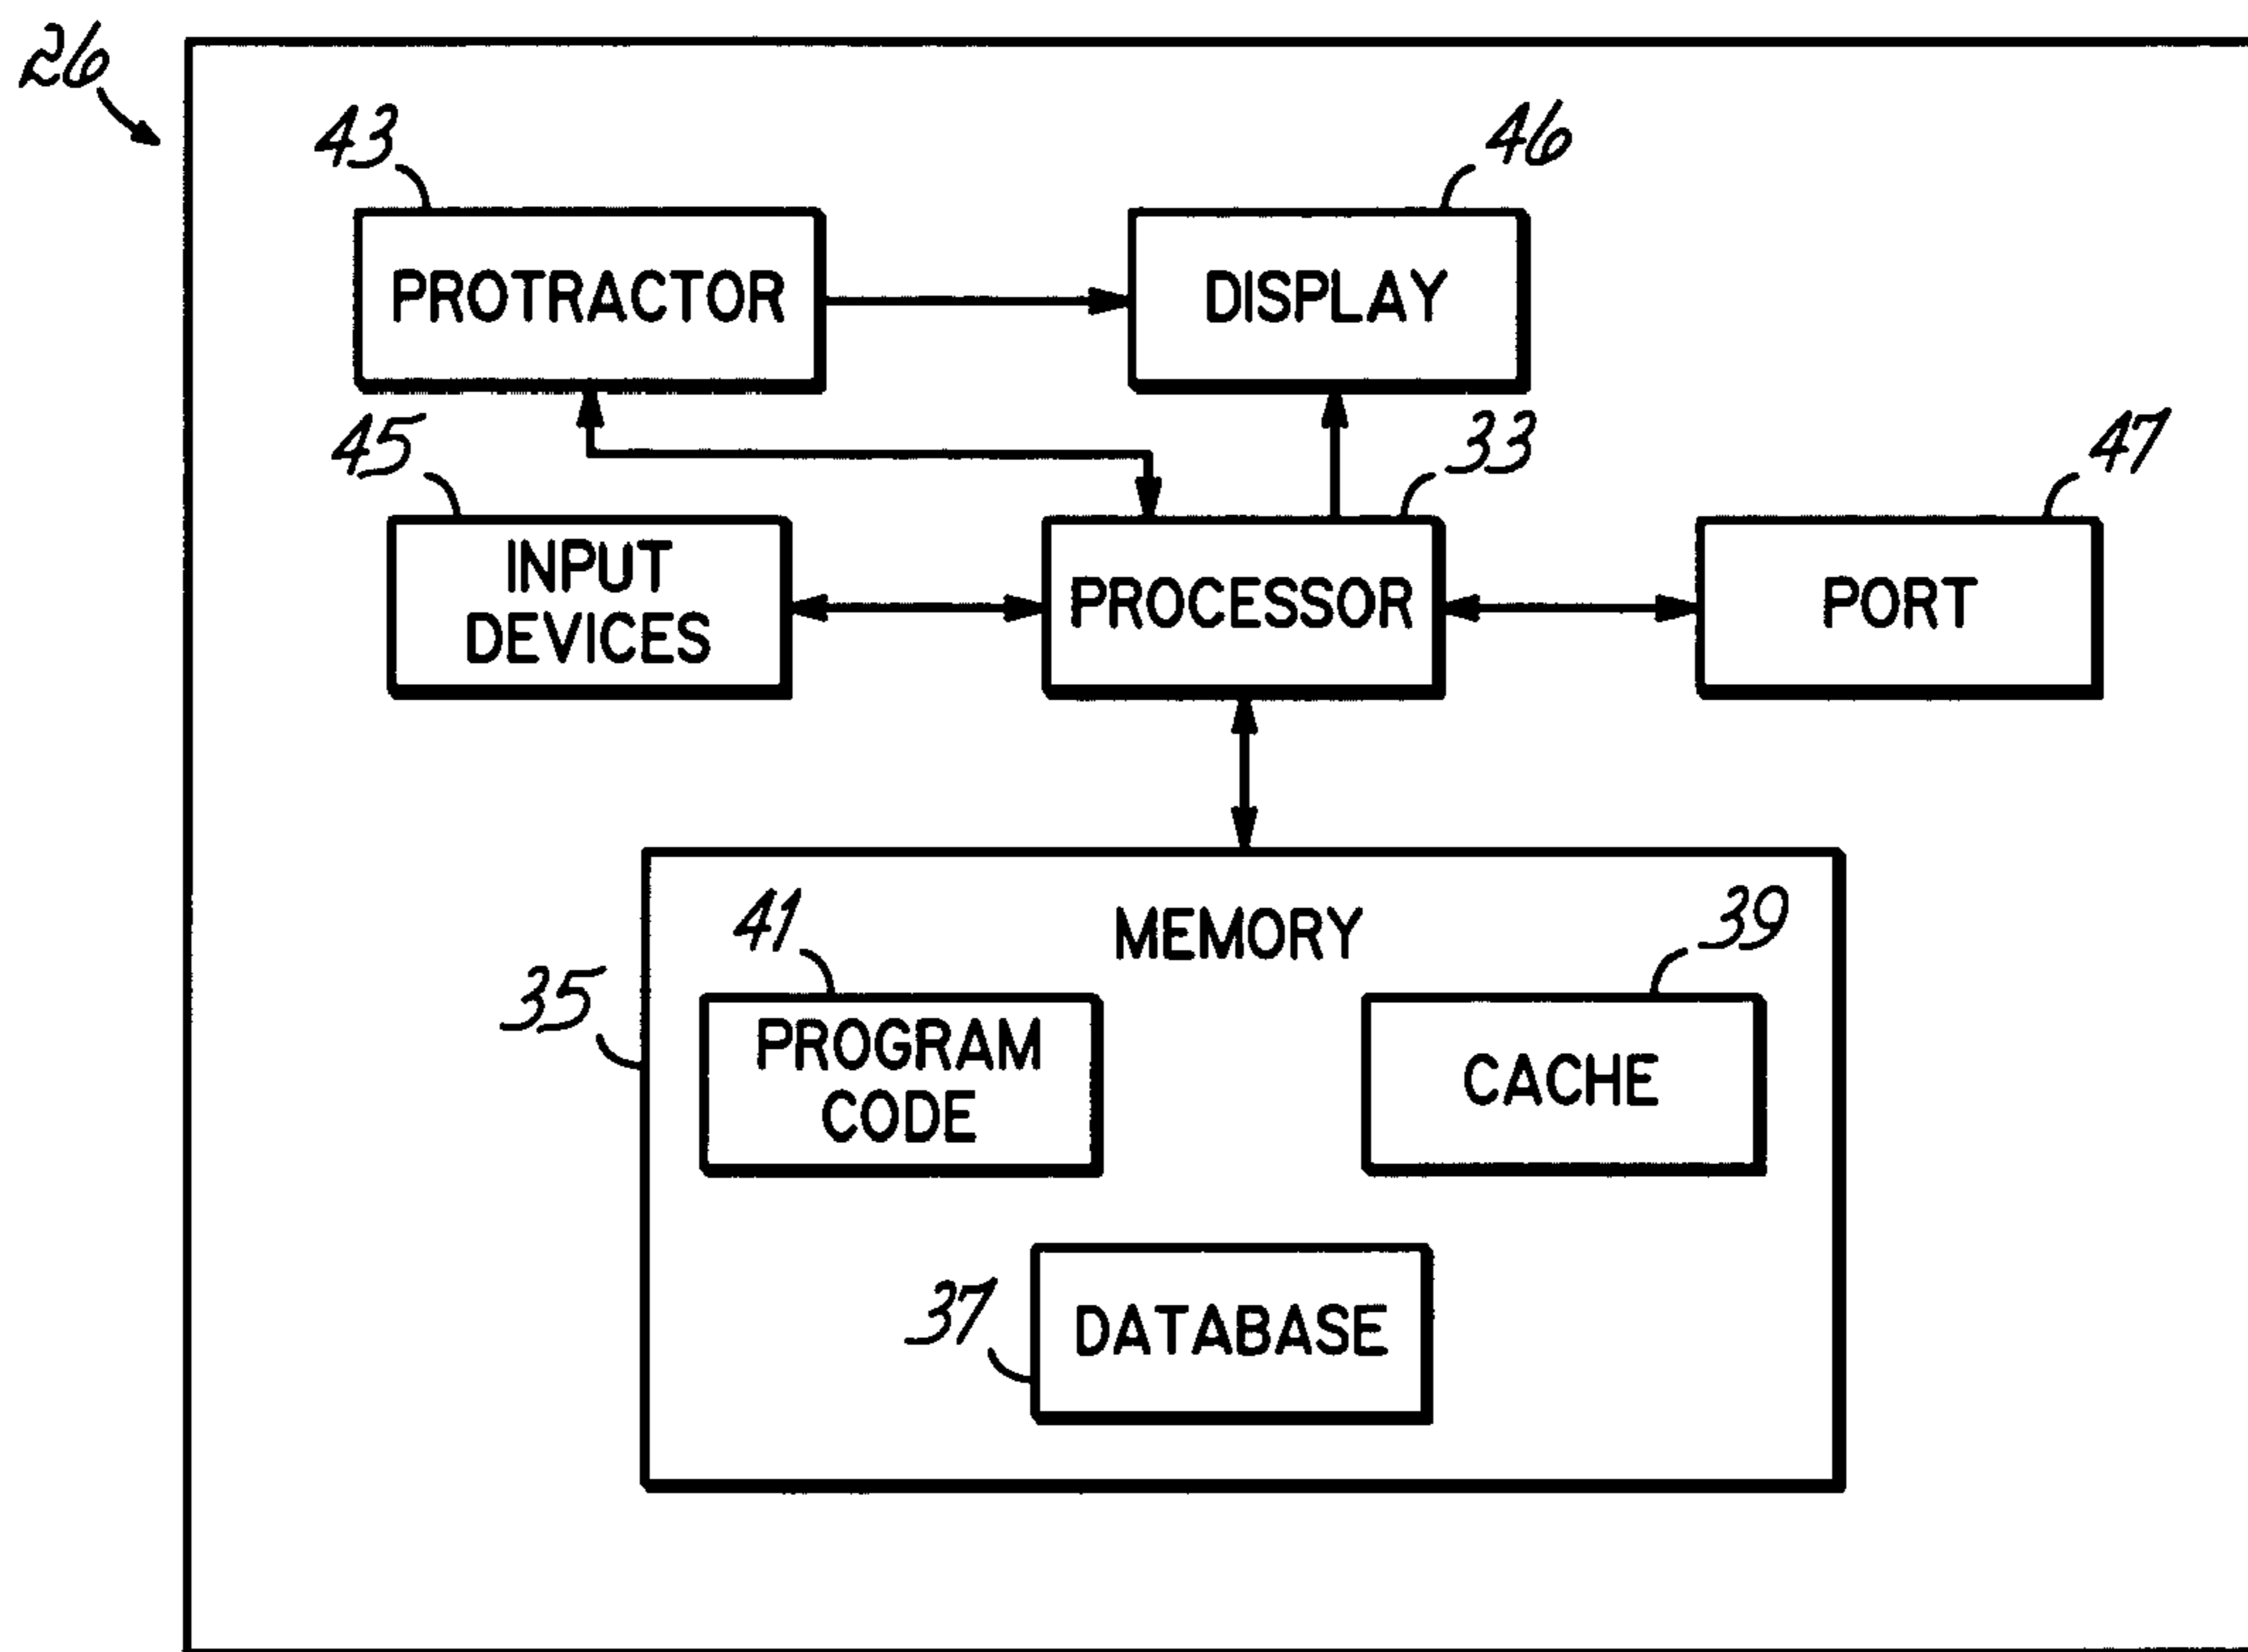 26
43
46
PROTRACTOR
DISPLAY
45
33
47
INPUT
DEVICES
PROCESSOR
PORT
MEMORY
41
39
35
PROGRAM
CODE
CACHE
37
DATABASE